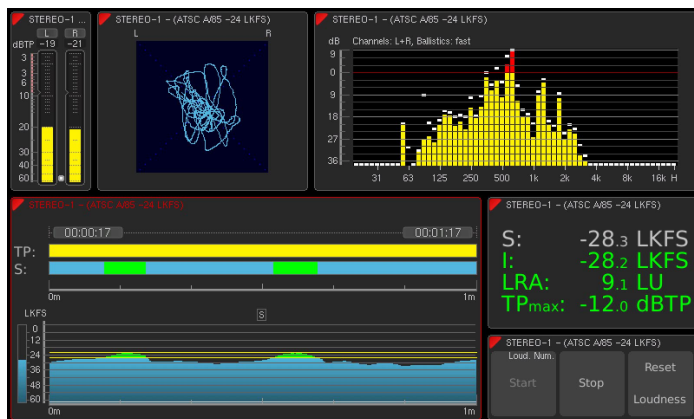 STEREO-1 ...
L R
dBTP -19 -21
3
3
6
10
20
30
40
60
STEREO-1 - (ATSC A/85 -24 LKFS)
L R
STEREO-1 - (ATSC A/85 -24 LKFS)
dB Channels: L+R, Ballistics: fast
9
0
9
18
27
36
31 63 125 250 500 1k 2k 4k 8k 16k H
STEREO-1 - (ATSC A/85 -24 LKFS)
00:00:17 00:01:17
TP:
S:
0m 1m
LKFS S
0
-12
-24
-36
-48
-60
0m 1m
STEREO-1 - (ATSC A/85 -24 LKFS)
S: -28.3 LKFS
I: -28.2 LKFS
LRA: 9.1 LU
TPmax: -12.0 dBTP
STEREO-1 - (ATSC A/85 -24 LKFS)
Loud. Num.
Start
Stop
Reset
Loudness